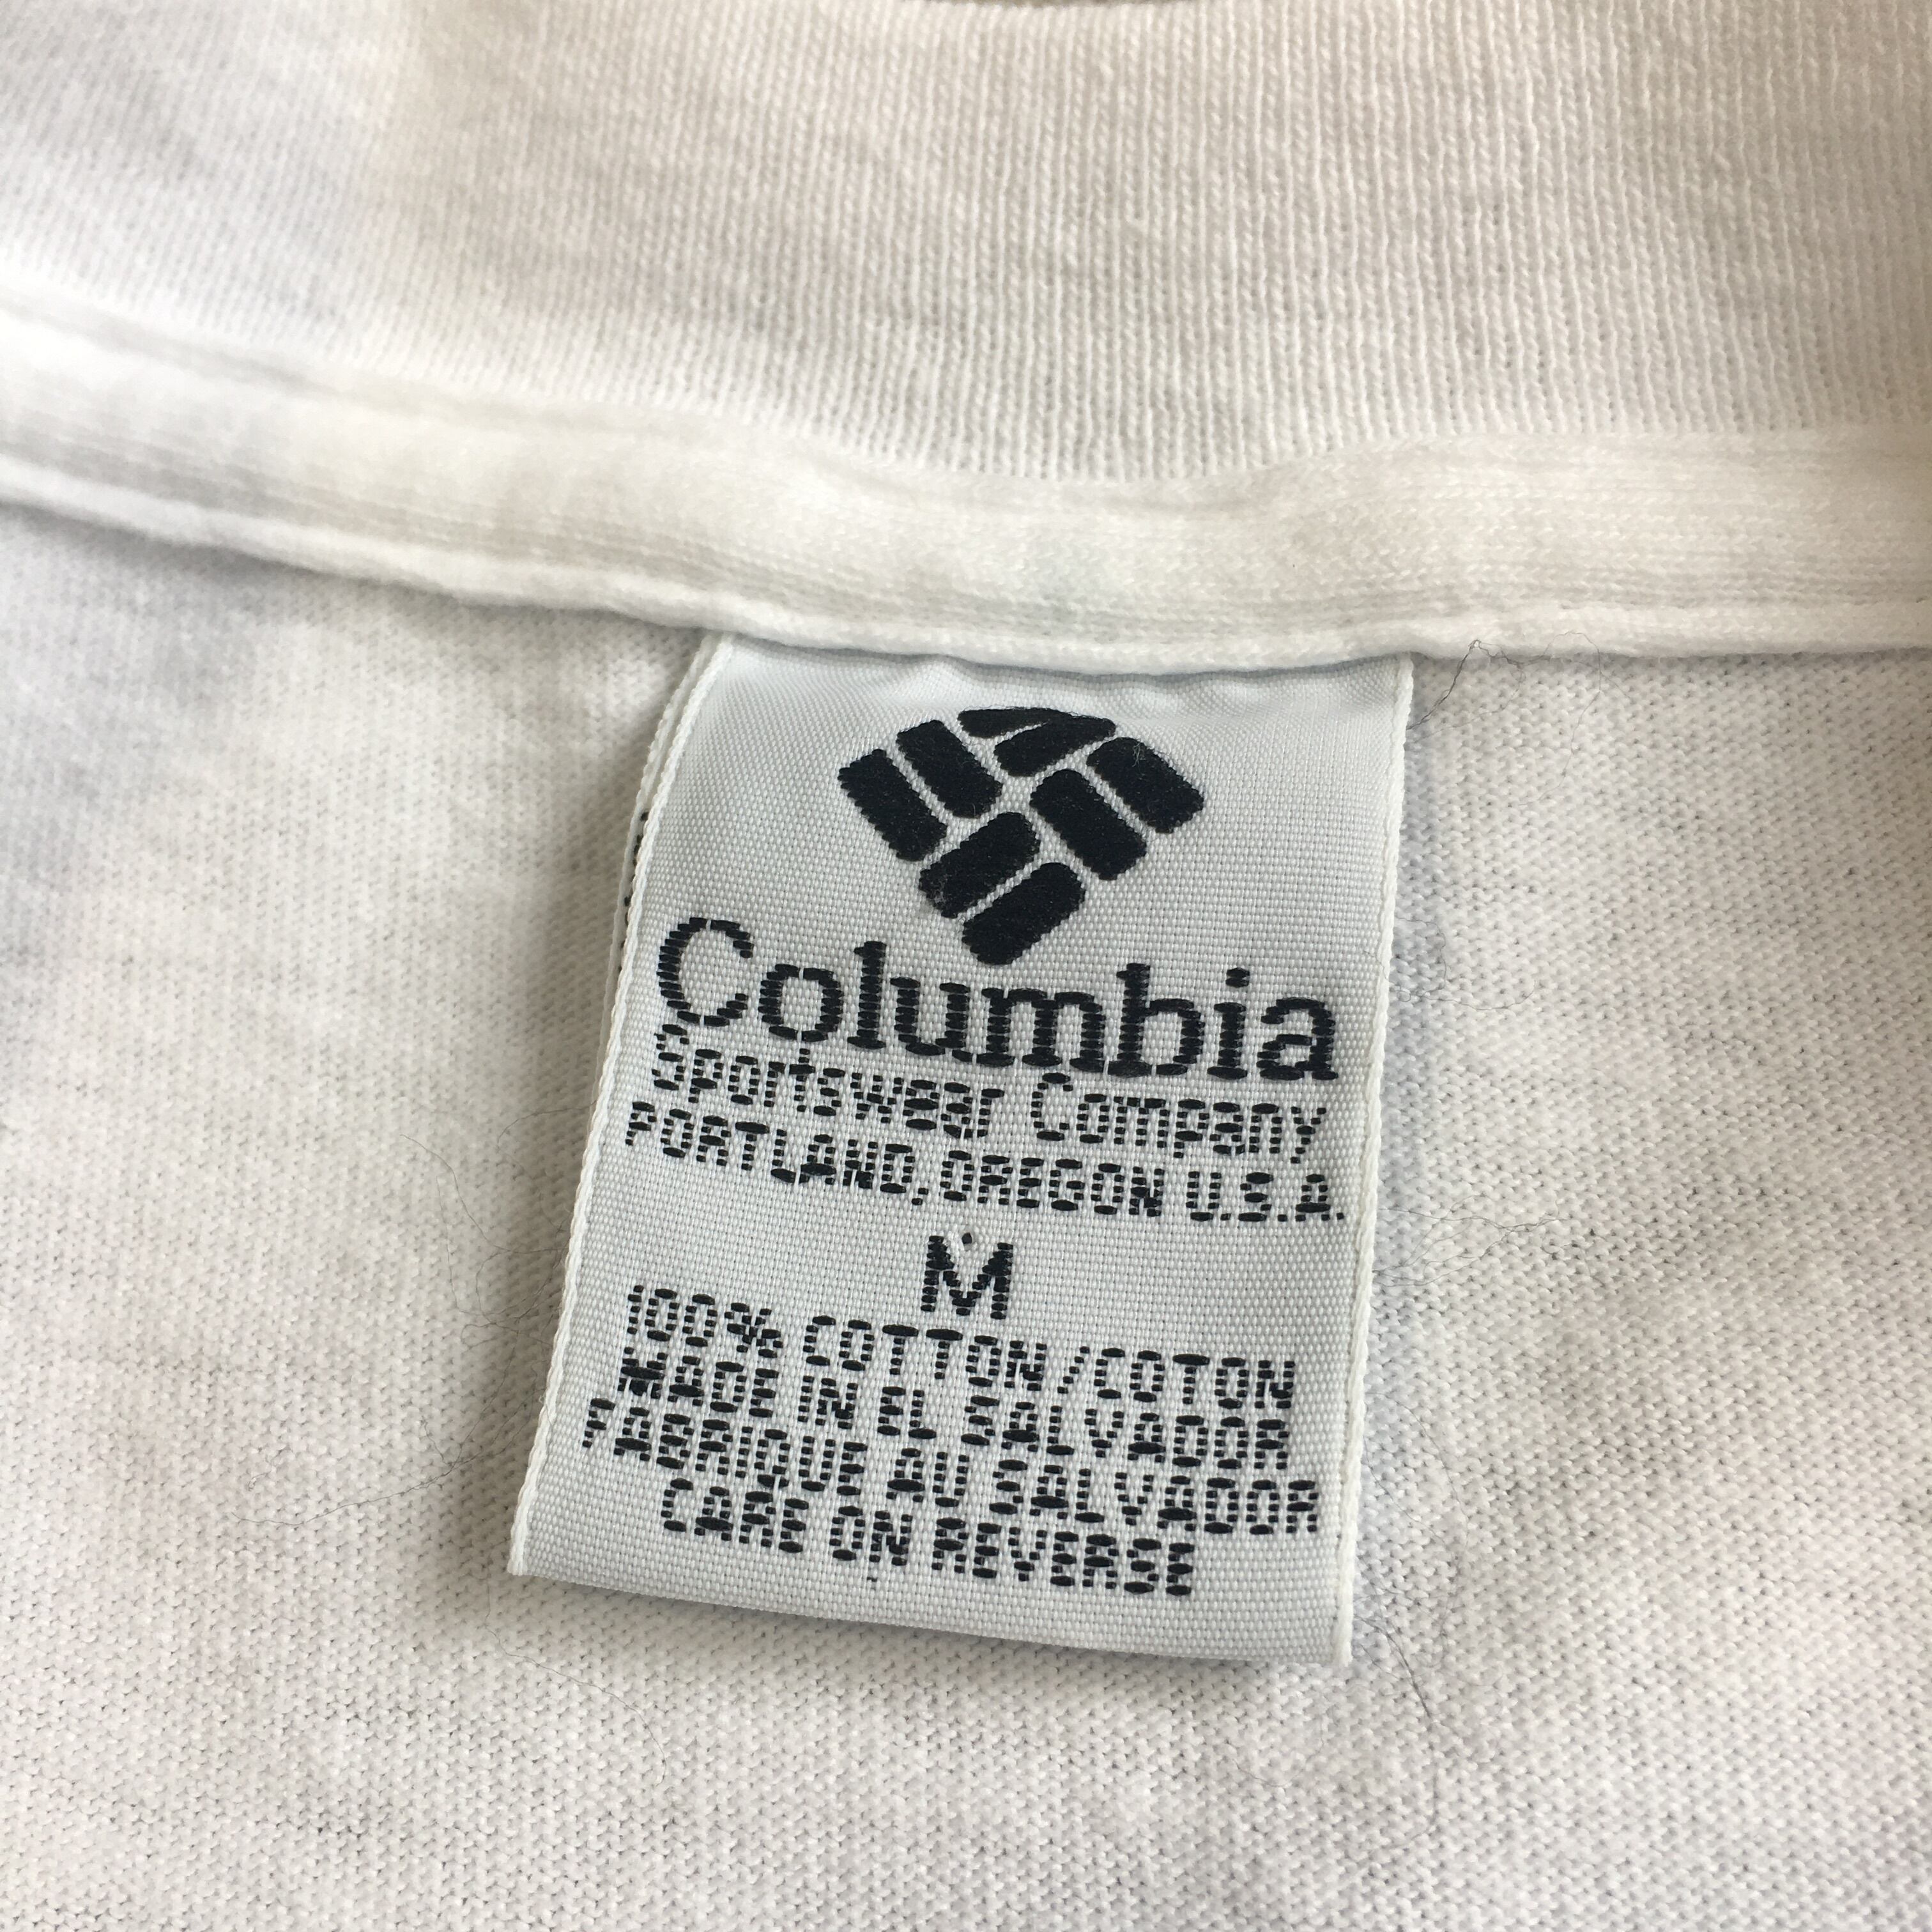 Columbia
Sportswear Company
PORTLAND, OREGON U.S.A.
M
100% COTTON/COTON
MADE IN EL SALVADOR
FABRIQUE AU SALVADOR
CARE ON REVERSE